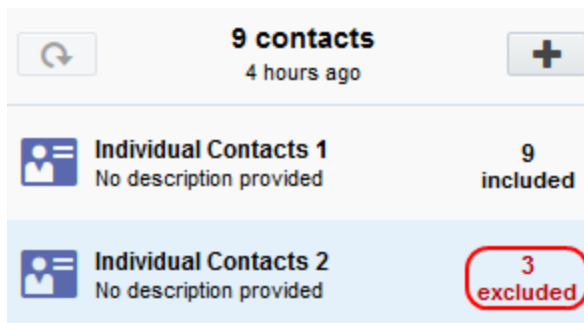 9 contacts
4 hours ago
Individual Contacts 1
No description provided
9
included
Individual Contacts 2
No description provided
3
excluded